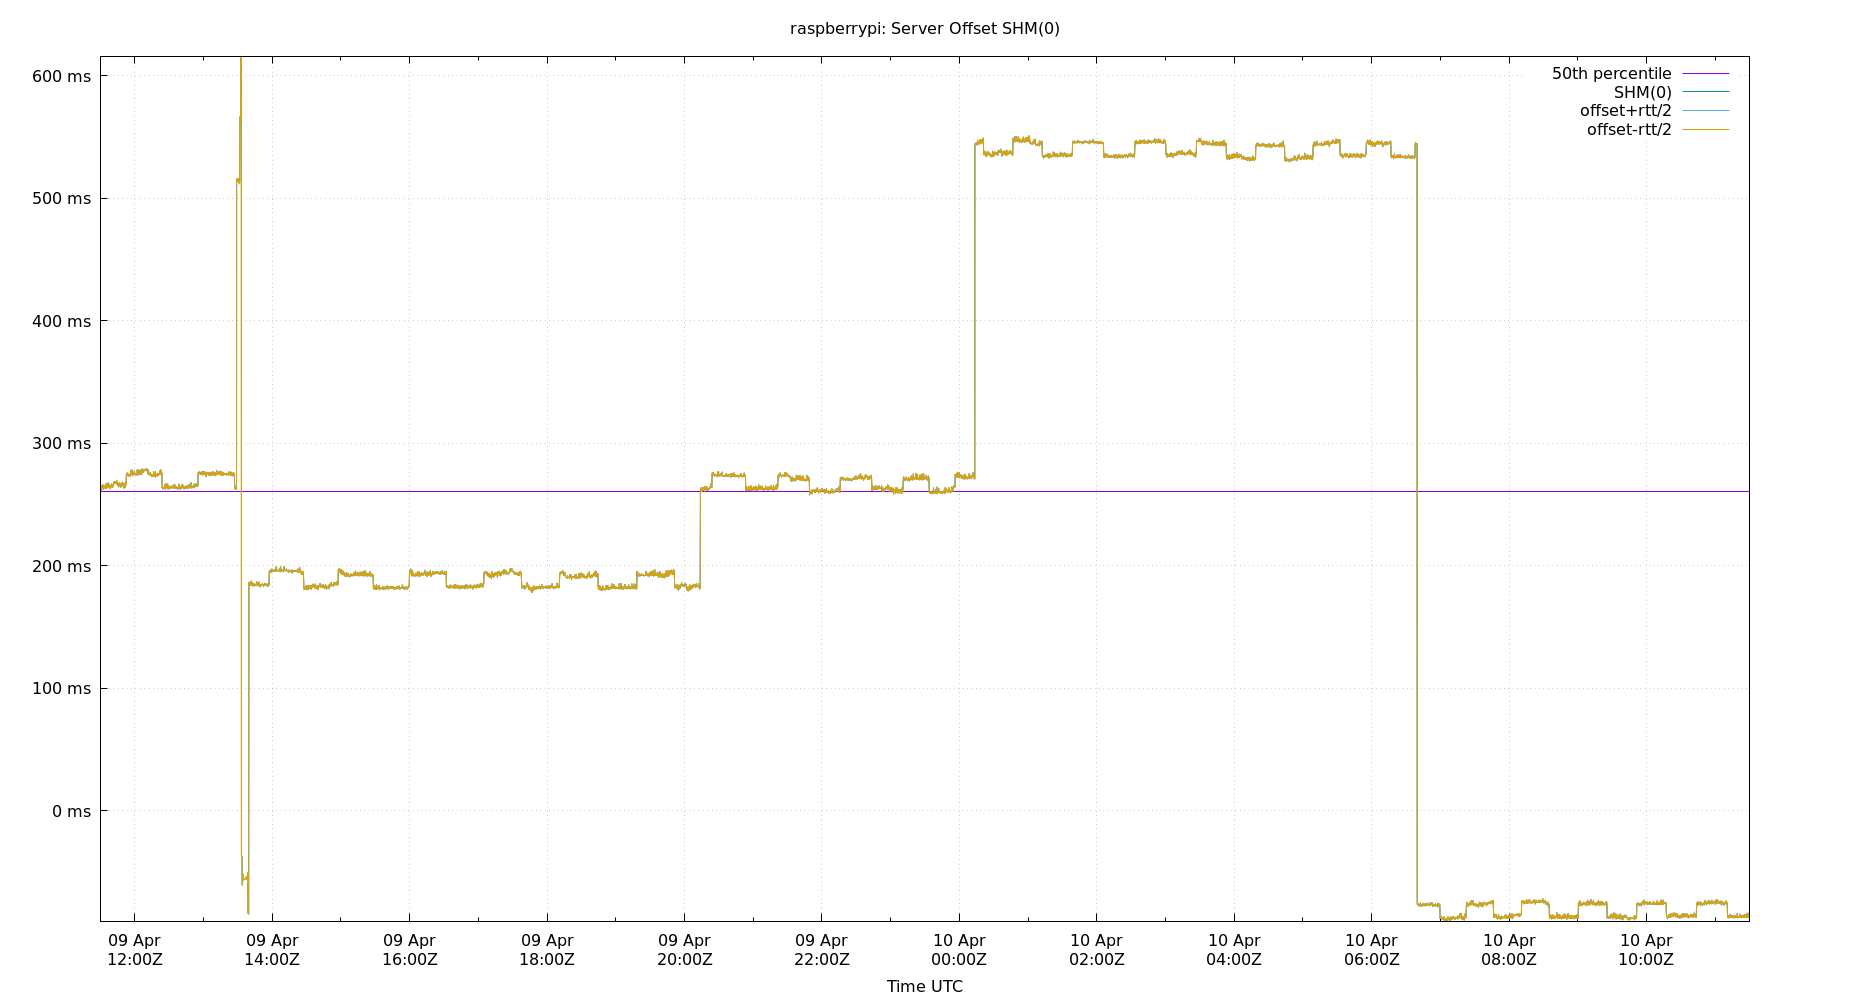 raspberrypi: Server Offset SHM(0)
600 ms
500 ms
400 ms
300 ms
200 ms
100 ms
0 ms
50th percentile
SHM(0)
offset+rtt/2
offset-rtt/2
09 Apr 09 Apr 09 Apr 09 Apr 09 Apr 09 Apr 10 Apr 10 Apr 10 Apr 10 Apr 10 Apr 10 Apr
12:00Z 14:00Z 16:00Z 18:00Z 20:00Z 22:00Z 00:00Z 02:00Z 04:00Z 06:00Z 08:00Z 10:00Z
Time UTC